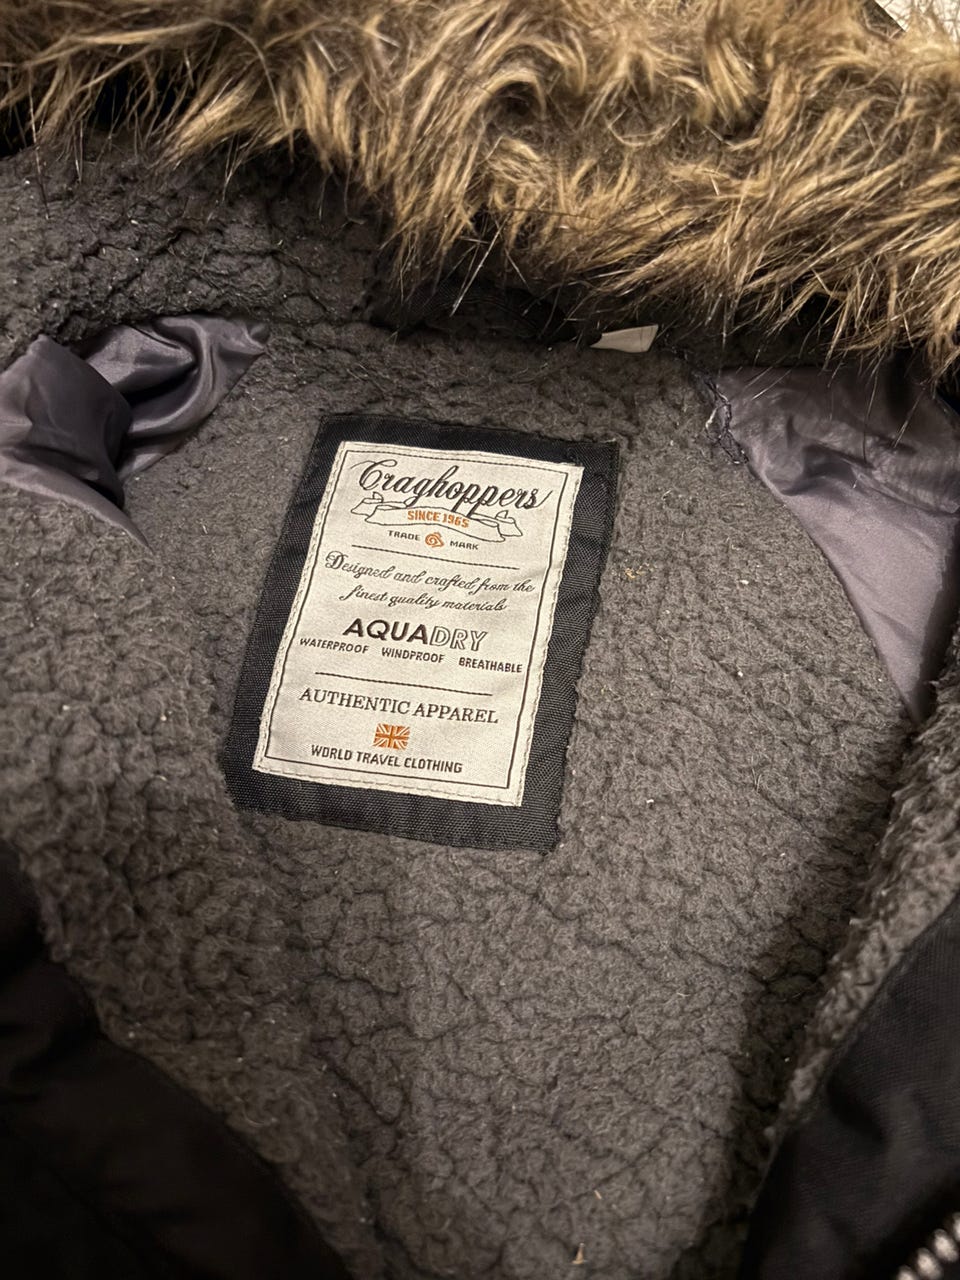 Craghoppers
SINCE 1965
TRADE MARK
Designed and crafted from the
finest quality materials
AQUADRY
WATERPROOF WINDPROOF BREATHABLE
AUTHENTIC APPAREL
WORLD TRAVEL CLOTHING